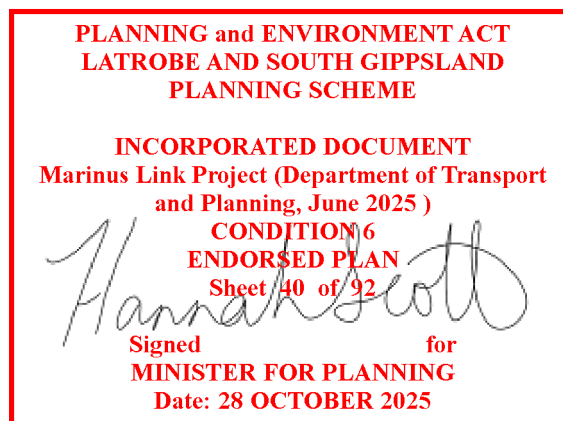 PLANNING and ENVIRONMENT ACT
LATROBE AND SOUTH GIPPSLAND
PLANNING SCHEME
INCORPORATED DOCUMENT
Marinus Link Project (Department of Transport
and Planning, June 2025 )
CONDITION 6
ENDORSED PLAN
Sheet 40 of 92
Hannah Scott
Signed for
MINISTER FOR PLANNING
Date: 28 OCTOBER 2025